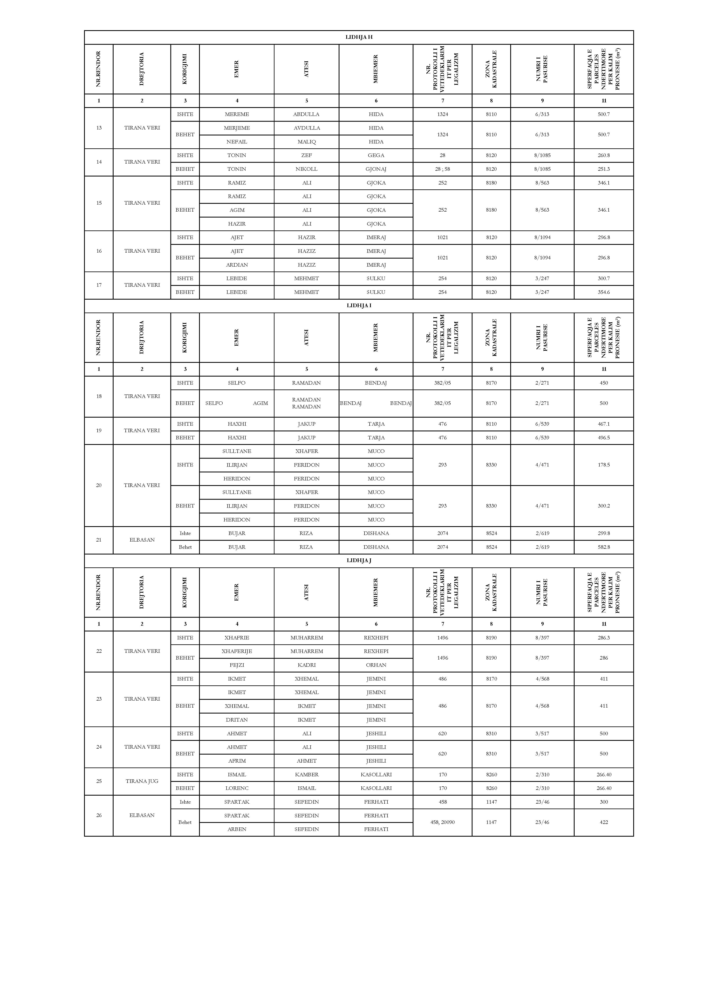 LIDHJA H
NR.RENDOR DREJTORIA KORIGJIMI EMER ATESI MBIEMER NR. PROTOKOLLI I VETEDEKLARIM IT PER LEGALIZIM ZONA KADASTRALE NUMRI I PASURISE SIPERFAQJA E PARCELES NDERTIMORE PER KALIM PRONESIE (m²)
1 2 3 4 5 6 7 8 9 11
13 TIRANA VERI ISHTE MEREME ABDULLA HIDA 1324 8110 6/313 500.7
BEHET MERJEME AVDULLA HIDA 1324 8110 6/313 500.7
NEFAIL MALIQ HIDA
14 TIRANA VERI ISHTE TONIN ZEF GEGA 28 8120 8/1085 260.8
BEHET TONIN NIKOLL GJONAJ 28 ; 58 8120 8/1085 251.3
15 TIRANA VERI ISHTE RAMIZ ALI GJOKA 252 8180 8/563 346.1
BEHET RAMIZ ALI GJOKA 252 8180 8/563 346.1
AGIM ALI GJOKA
HAZIR ALI GJOKA
16 TIRANA VERI ISHTE AJET HAZIR IMERAJ 1021 8120 8/1094 296.8
BEHET AJET HAZIZ IMERAJ 1021 8120 8/1094 296.8
ARDIAN HAZIZ IMERAJ
17 TIRANA VERI ISHTE LEBIDE MEHMET SULKU 254 8120 3/247 300.7
BEHET LEBIDE MEHMET SULKU 254 8120 3/247 354.6
LIDHJA I
NR.RENDOR DREJTORIA KORIGJIMI EMER ATESI MBIEMER NR. PROTOKOLLI I VETEDEKLARIM IT PER LEGALIZIM ZONA KADASTRALE NUMRI I PASURISE SIPERFAQJA E PARCELES NDERTIMORE PER KALIM PRONESIE (m²)
1 2 3 4 5 6 7 8 9 11
18 TIRANA VERI ISHTE SELFO RAMADAN BENDAJ 382/05 8170 2/271 450
BEHET SELFO AGIM RAMADAN RAMADAN BENDAJ BENDAJ 382/05 8170 2/271 500
19 TIRANA VERI ISHTE HAXHI JAKUP TARJA 476 8110 6/539 467.1
BEHET HAXHI JAKUP TARJA 476 8110 6/539 496.5
20 TIRANA VERI ISHTE SULLTANE XHAFER MUCO 293 8330 4/471 178.5
ILIRJAN FERIDON MUCO
HERIDON FERIDON MUCO
BEHET SULLTANE XHAFER MUCO 293 8330 4/471 300.2
ILIRJAN FERIDON MUCO
HERIDON FERIDON MUCO
21 ELBASAN Ishte BUJAR RIZA DISHANA 2074 8524 2/619 299.8
Behet BUJAR RIZA DISHANA 2074 8524 2/619 582.8
LIDHJA J
NR.RENDOR DREJTORIA KORIGJIMI EMER ATESI MBIEMER NR. PROTOKOLLI I VETEDEKLARIM IT PER LEGALIZIM ZONA KADASTRALE NUMRI I PASURISE SIPERFAQJA E PARCELES NDERTIMORE PER KALIM PRONESIE (m²)
1 2 3 4 5 6 7 8 9 11
22 TIRANA VERI ISHTE XHAFRIE MUHARREM REXHEPI 1496 8190 8/397 286.3
BEHET XHAFERIJE MUHARREM REXHEPI 1496 8190 8/397 286
FEJZI KADRI ORHAN
23 TIRANA VERI ISHTE IKMET XHEMAL JEMINI 486 8170 4/568 411
BEHET IKMET XHEMAL JEMINI 486 8170 4/568 411
XHEMAL IKMET JEMINI
DRITAN IKMET JEMINI
24 TIRANA VERI ISHTE AHMET ALI JESHILI 620 8310 3/517 500
BEHET AHMET ALI JESHILI 620 8310 3/517 500
AFRIM AHMET JESHILI
25 TIRANA JUG ISHTE ISMAIL KAMBER KASOLLARI 170 8260 2/310 266.40
BEHET LORENC ISMAIL KASOLLARI 170 8260 2/310 266.40
26 ELBASAN Ishte SPARTAK SEFEDIN FERHATI 458 1147 23/46 300
Behet SPARTAK SEFEDIN FERHATI 458, 20090 1147 23/46 422
ARBEN SEFEDIN FERHATI